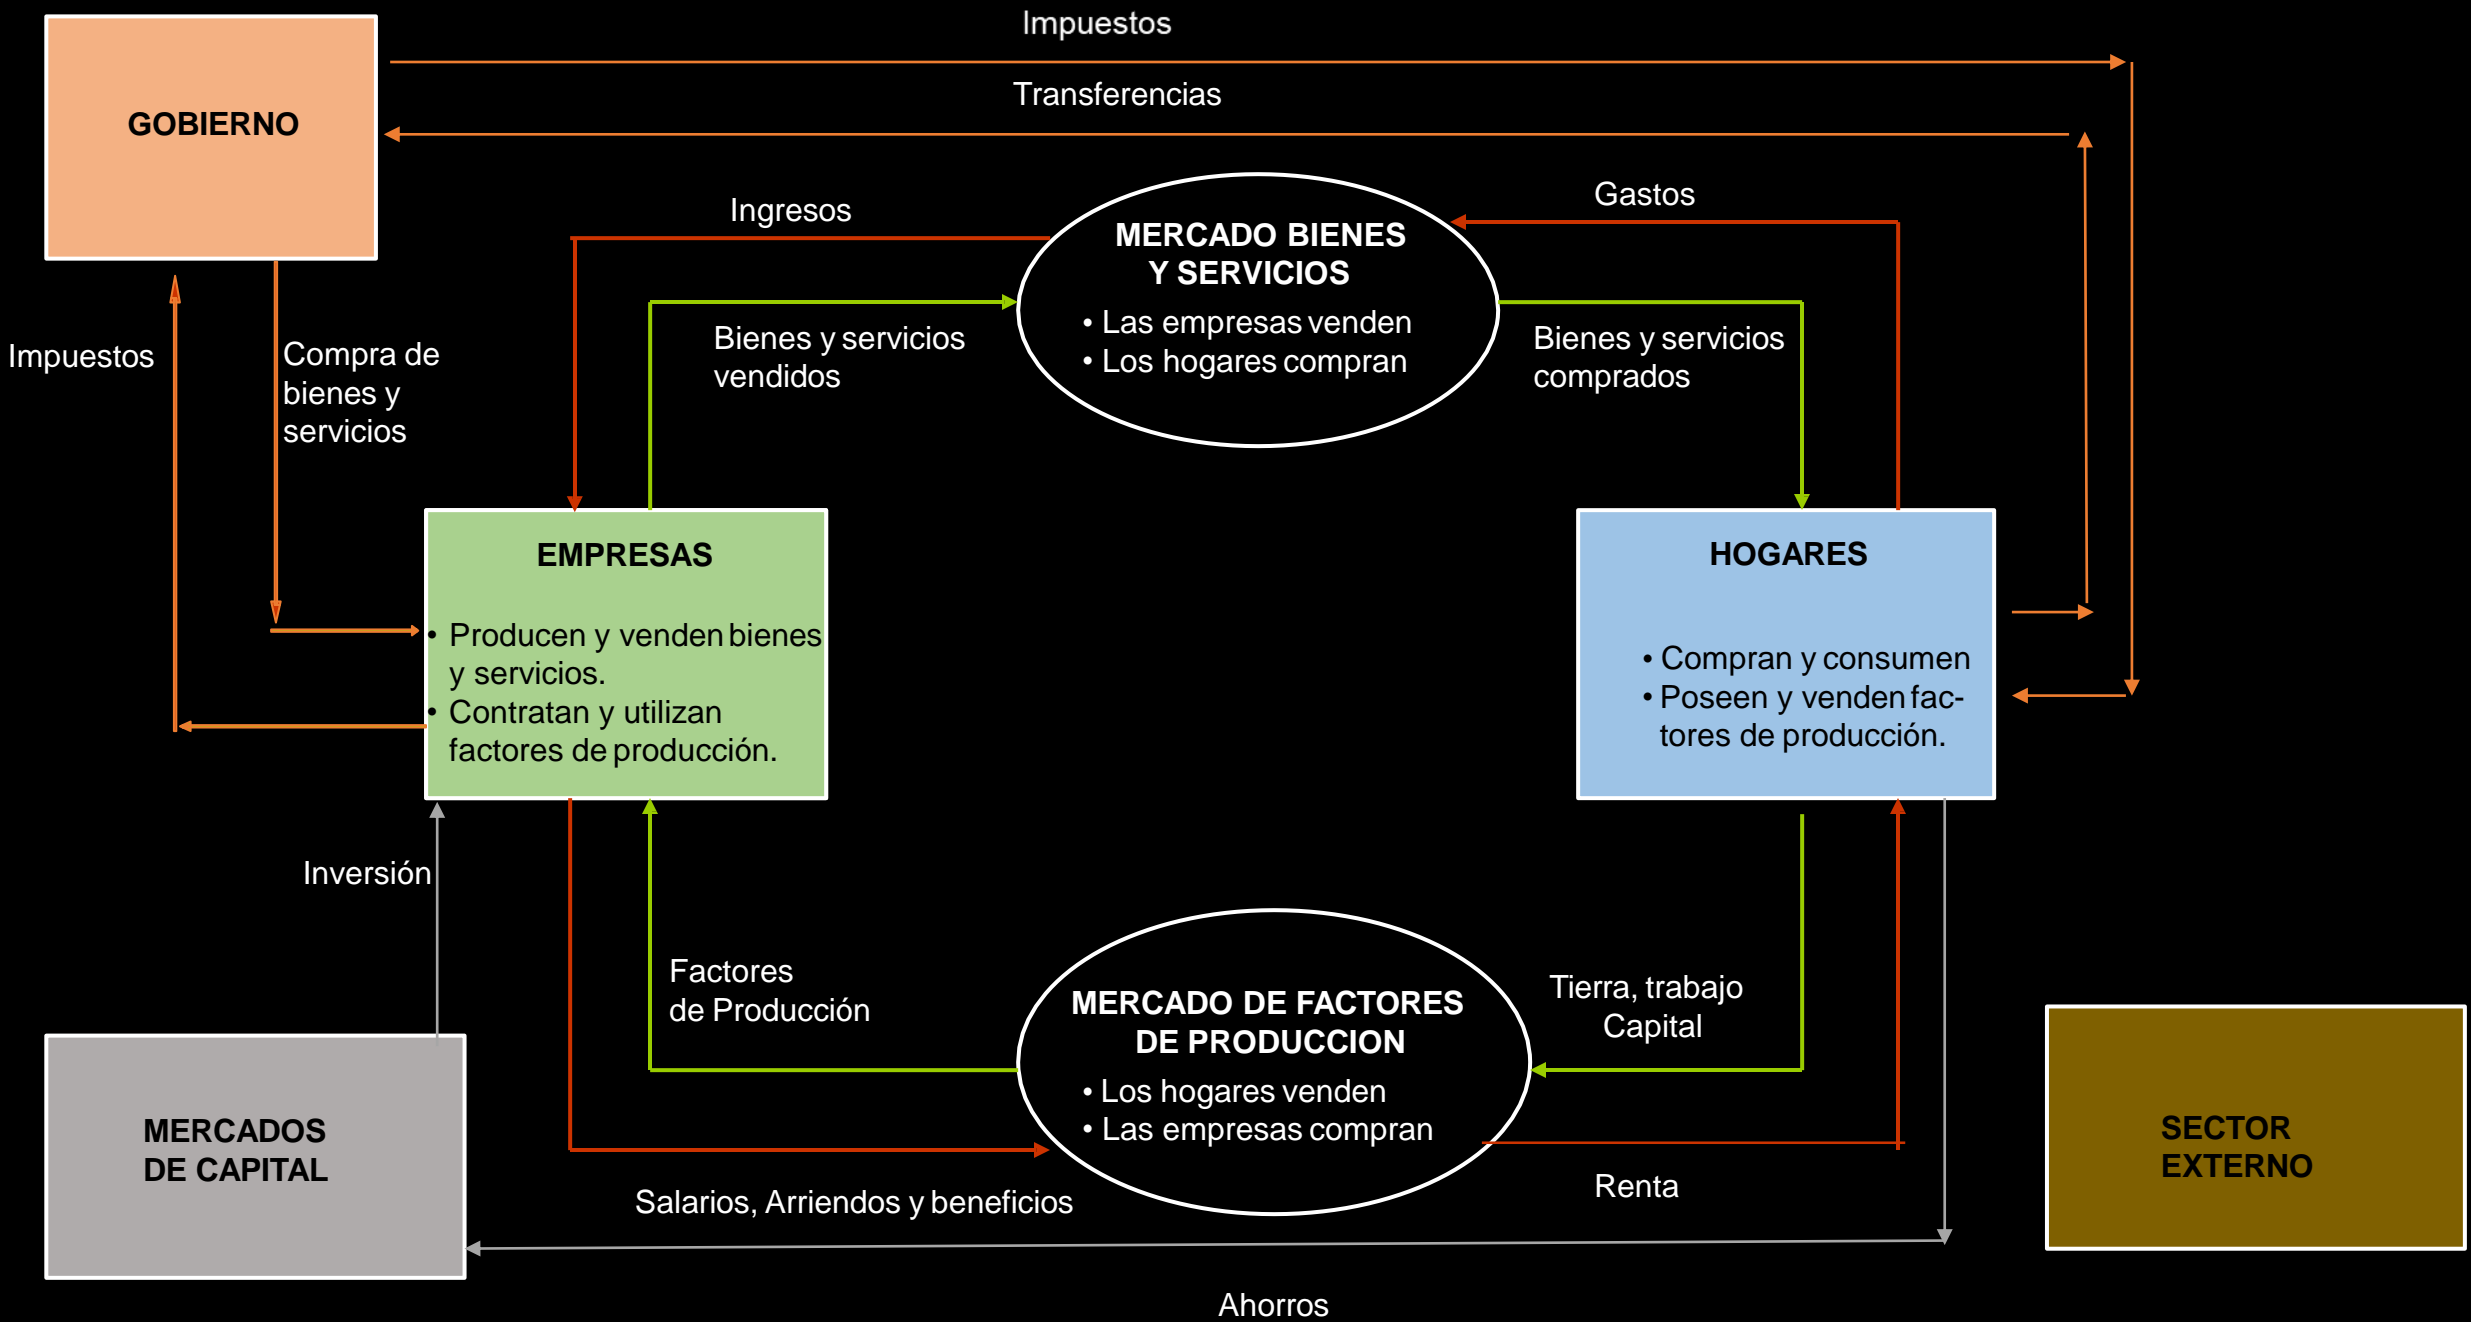 Impuestos
Transferencias
GOBIERNO
Ingresos
Gastos
MERCADO BIENES
Y SERVICIOS
• Las empresas venden
• Los hogares compran
Impuestos
Compra de
bienes y
servicios
Bienes y servicios
vendidos
Bienes y servicios
comprados
EMPRESAS
• Producen y venden bienes
y servicios.
• Contratan y utilizan
factores de producción.
HOGARES
• Compran y consumen
• Poseen y venden fac-
tores de producción.
Inversión
Factores
de Producción
MERCADO DE FACTORES
DE PRODUCCION
• Los hogares venden
• Las empresas compran
Tierra, trabajo
Capital
MERCADOS
DE CAPITAL
SECTOR
EXTERNO
Salarios, Arriendos y beneficios
Renta
Ahorros